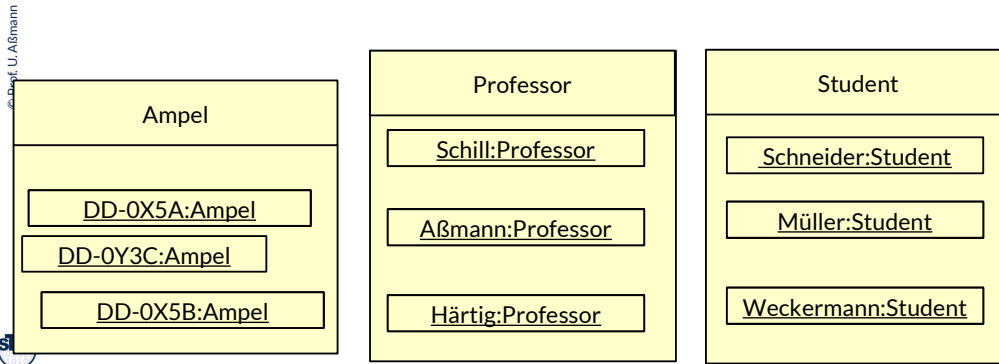 © Prof. U. Aßmann
Ampel
DD-0X5A:Ampel
DD-0Y3C:Ampel
DD-0X5B:Ampel
Professor
Schill:Professor
Aßmann:Professor
Härtig:Professor
Student
Schneider:Student
Müller:Student
Weckermann:Student